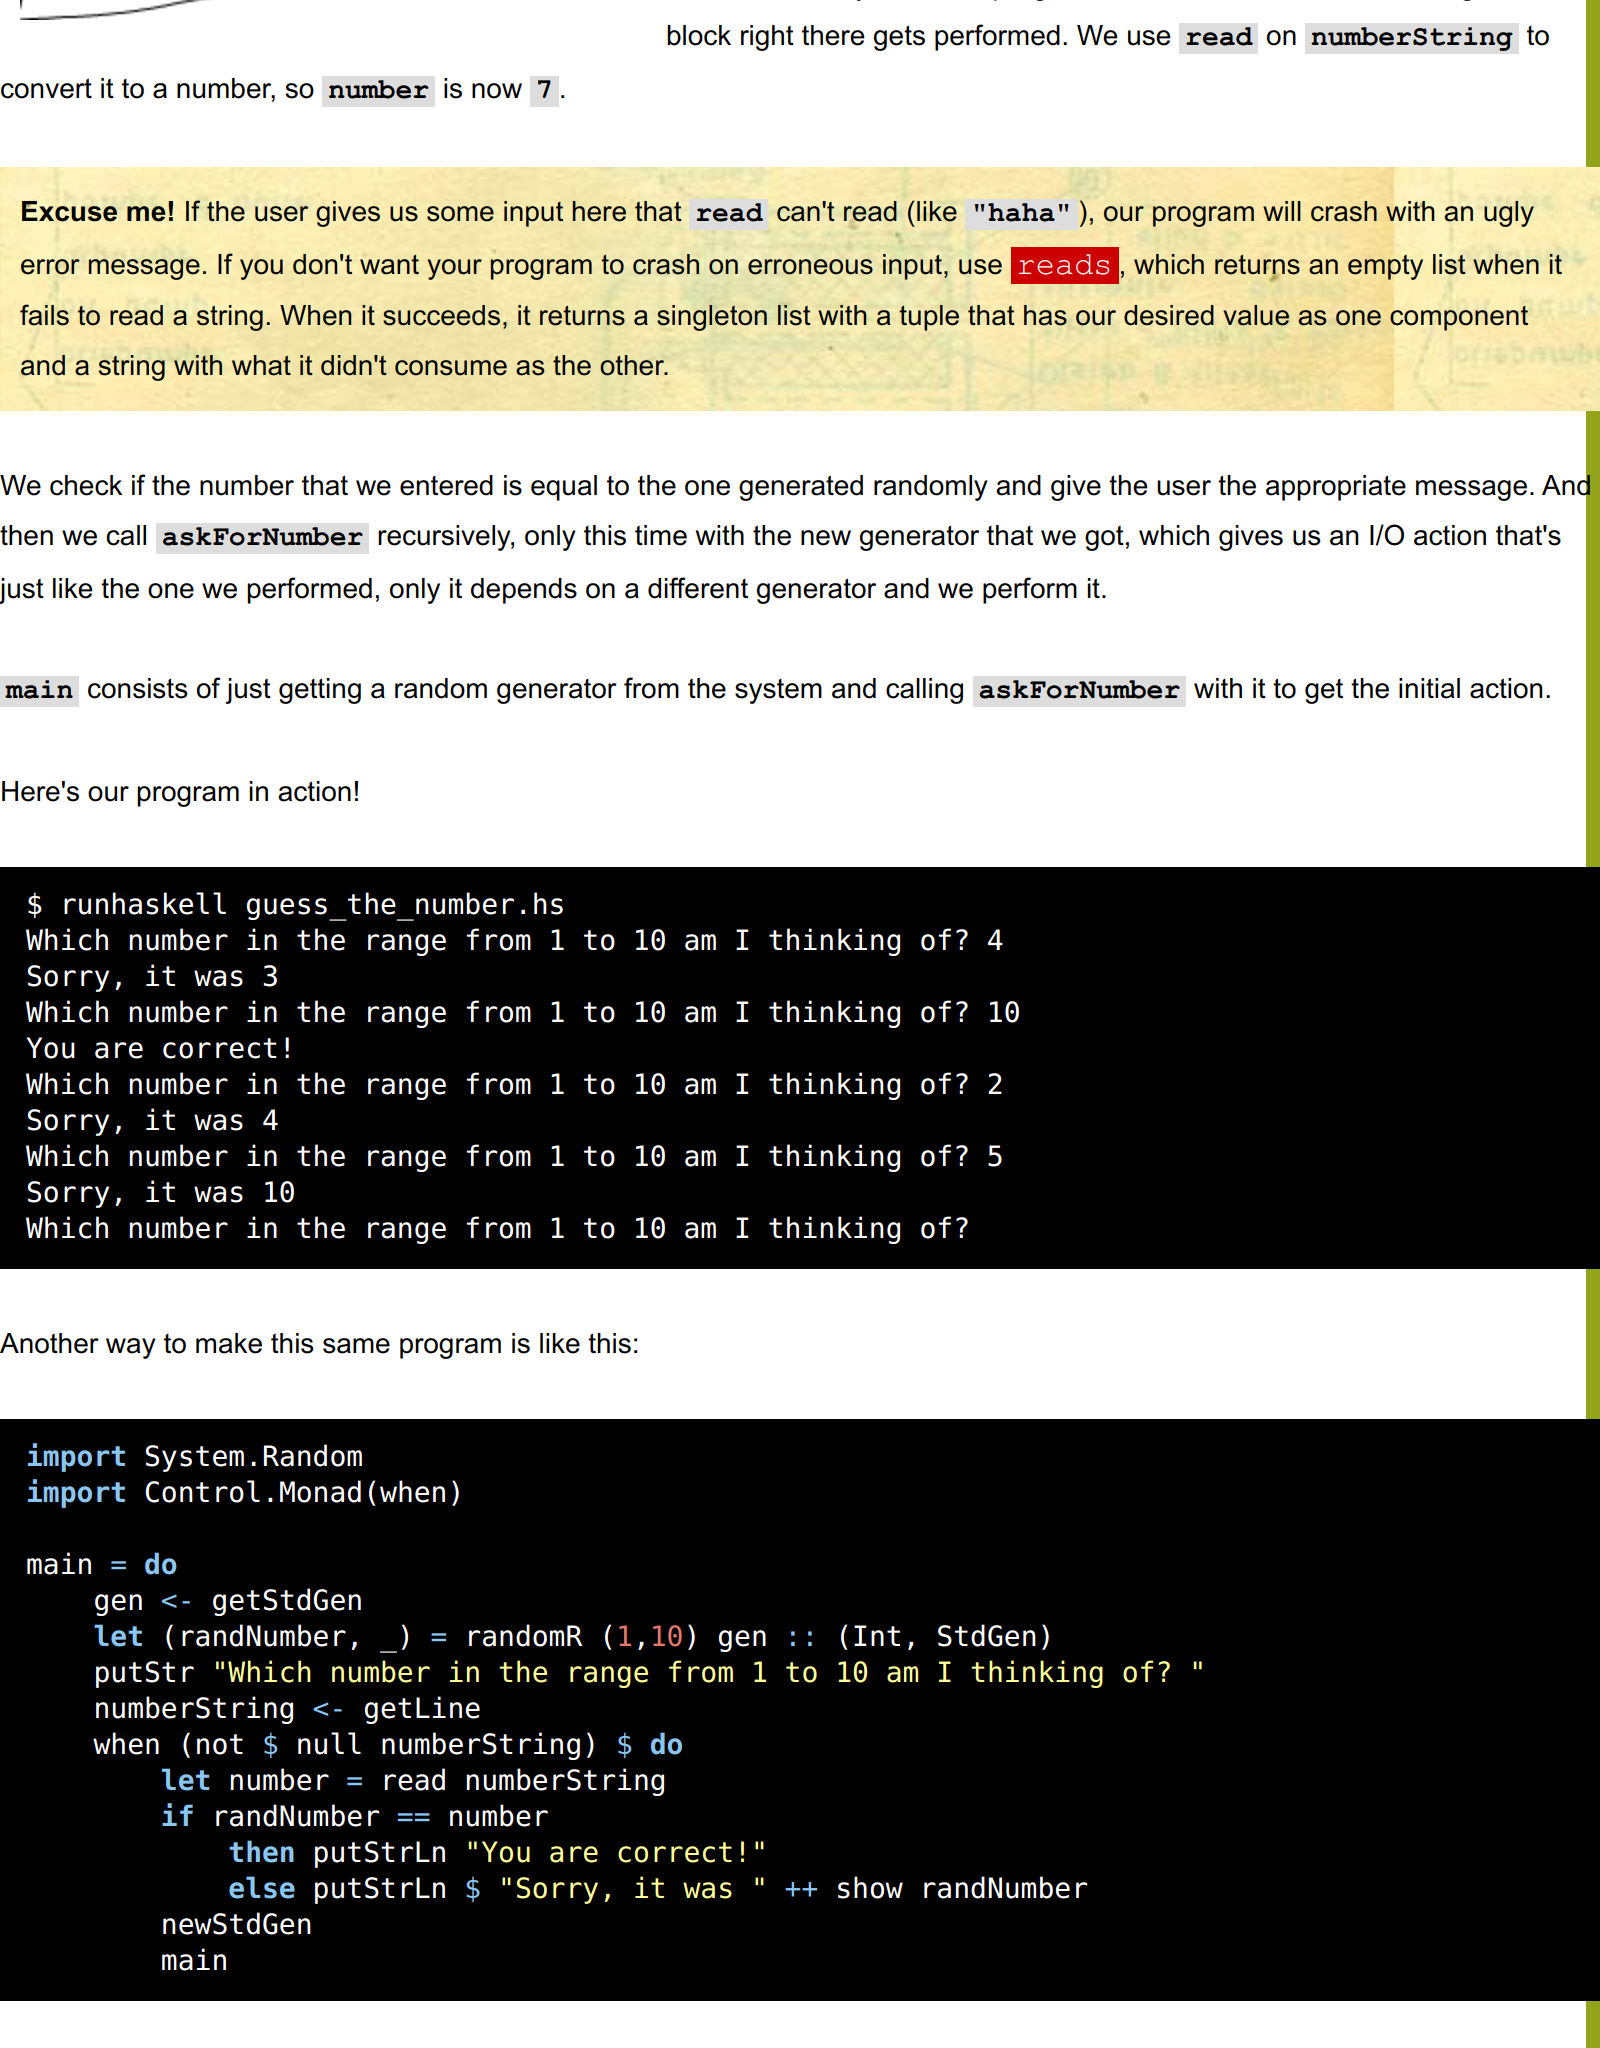 block right there gets performed. We use read on numberString to
convert it to a number, so number is now 7.
Excuse me! If the user gives us some input here that read can't read (like "haha"), our program will crash with an ugly
error message. If you don't want your program to crash on erroneous input, use reads, which returns an empty list when it
fails to read a string. When it succeeds, it returns a singleton list with a tuple that has our desired value as one component
and a string with what it didn't consume as the other.
We check if the number that we entered is equal to the one generated randomly and give the user the appropriate message. And
then we call askForNumber recursively, only this time with the new generator that we got, which gives us an I/O action that's
just like the one we performed, only it depends on a different generator and we perform it.
main consists of just getting a random generator from the system and calling askForNumber with it to get the initial action.
Here's our program in action!
$ runhaskell guess_the_number.hs
Which number in the range from 1 to 10 am I thinking of? 4
Sorry, it was 3
Which number in the range from 1 to 10 am I thinking of? 10
You are correct!
Which number in the range from 1 to 10 am I thinking of? 2
Sorry, it was 4
Which number in the range from 1 to 10 am I thinking of? 5
Sorry, it was 10
Which number in the range from 1 to 10 am I thinking of?
Another way to make this same program is like this:
import System.Random
import Control.Monad(when)
main = do
    gen <- getStdGen
    let (randNumber, _) = randomR (1,10) gen :: (Int, StdGen)
    putStr "Which number in the range from 1 to 10 am I thinking of? "
    numberString <- getLine
    when (not $ null numberString) $ do
        let number = read numberString
        if randNumber == number
            then putStrLn "You are correct!"
            else putStrLn $ "Sorry, it was " ++ show randNumber
        newStdGen
        main